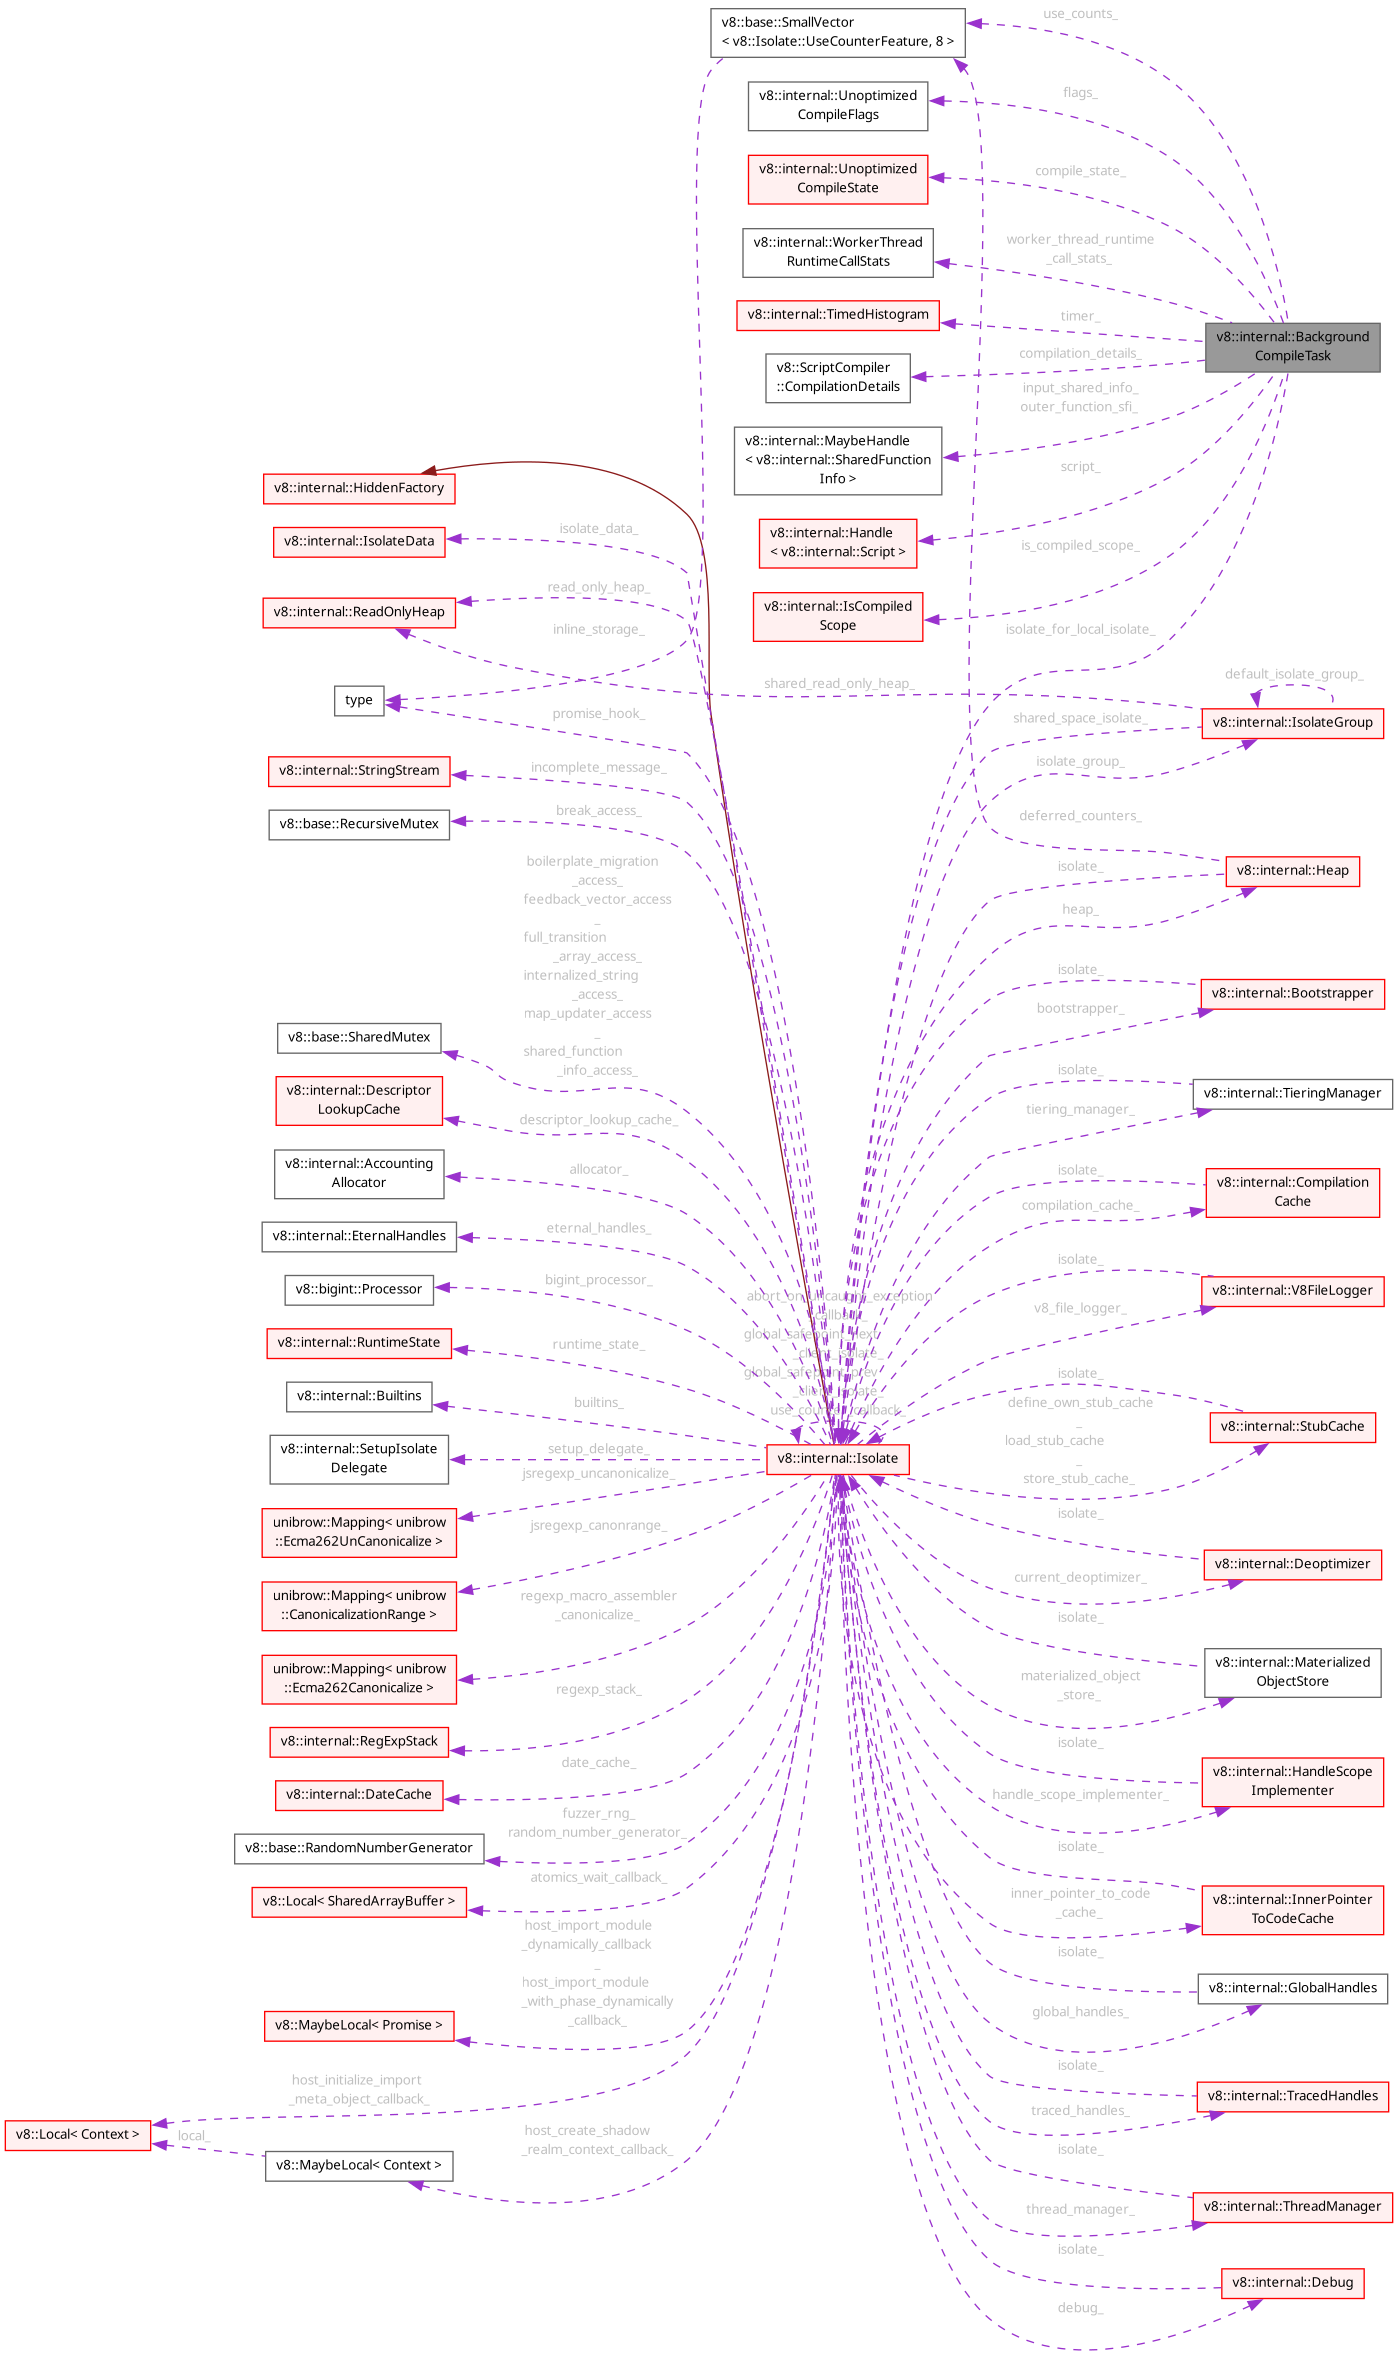 v8::base::SmallVector
< v8::Isolate::UseCounterFeature, 8 >
use_counts_
v8::internal::Unoptimized
CompileFlags
flags_
v8::internal::Unoptimized
CompileState
compile_state_
v8::internal::WorkerThread
RuntimeCallStats
worker_thread_runtime
_call_stats_
v8::internal::TimedHistogram
timer_
v8::internal::Background
CompileTask
v8::ScriptCompiler
::CompilationDetails
compilation_details_
input_shared_info_
outer_function_sfi_
v8::internal::MaybeHandle
< v8::internal::SharedFunction
Info >
script_
v8::internal::HiddenFactory
v8::internal::Handle
< v8::internal::Script >
v8::internal::IsolateData
isolate_data_
is_compiled_scope_
v8::internal::ReadOnlyHeap
read_only_heap_
v8::internal::IsCompiled
Scope
inline_storage_
isolate_for_local_isolate_
type
shared_read_only_heap_
default_isolate_group_
promise_hook_
shared_space_isolate_
v8::internal::IsolateGroup
v8::internal::StringStream
incomplete_message_
isolate_group_
v8::base::RecursiveMutex
break_access_
deferred_counters_
boilerplate_migration
_access_
feedback_vector_access
_
full_transition
_array_access_
internalized_string
_access_
map_updater_access
_
shared_function
_info_access_
isolate_
v8::internal::Heap
heap_
isolate_
v8::internal::Bootstrapper
bootstrapper_
v8::base::SharedMutex
isolate_
v8::internal::TieringManager
tiering_manager_
v8::internal::Descriptor
LookupCache
descriptor_lookup_cache_
v8::internal::Accounting
Allocator
allocator_
isolate_
v8::internal::Compilation
Cache
compilation_cache_
v8::internal::EternalHandles
eternal_handles_
isolate_
v8::bigint::Processor
bigint_processor_
v8::internal::V8FileLogger
v8_file_logger_
abort_on_uncaught_exception
_callback_
global_safepoint_next
_client_isolate_
global_safepoint_prev
_client_isolate_
use_counter_callback_
v8::internal::RuntimeState
runtime_state_
isolate_
v8::internal::Builtins
builtins_
define_own_stub_cache
_
load_stub_cache
_
store_stub_cache_
v8::internal::StubCache
v8::internal::SetupIsolate
Delegate
setup_delegate_
v8::internal::Isolate
jsregexp_uncanonicalize_
unibrow::Mapping< unibrow
::Ecma262UnCanonicalize >
isolate_
jsregexp_canonrange_
v8::internal::Deoptimizer
current_deoptimizer_
unibrow::Mapping< unibrow
::CanonicalizationRange >
regexp_macro_assembler
_canonicalize_
isolate_
unibrow::Mapping< unibrow
::Ecma262Canonicalize >
v8::internal::Materialized
ObjectStore
materialized_object
_store_
regexp_stack_
v8::internal::RegExpStack
isolate_
date_cache_
v8::internal::HandleScope
Implementer
handle_scope_implementer_
v8::internal::DateCache
fuzzer_rng_
random_number_generator_
v8::base::RandomNumberGenerator
isolate_
atomics_wait_callback_
v8::Local< SharedArrayBuffer >
inner_pointer_to_code
_cache_
v8::internal::InnerPointer
ToCodeCache
host_import_module
_dynamically_callback
_
host_import_module
_with_phase_dynamically
_callback_
isolate_
v8::internal::GlobalHandles
global_handles_
v8::MaybeLocal< Promise >
isolate_
host_initialize_import
_meta_object_callback_
v8::internal::TracedHandles
traced_handles_
v8::Local< Context >
local_
host_create_shadow
_realm_context_callback_
v8::MaybeLocal< Context >
isolate_
v8::internal::ThreadManager
thread_manager_
isolate_
v8::internal::Debug
debug_